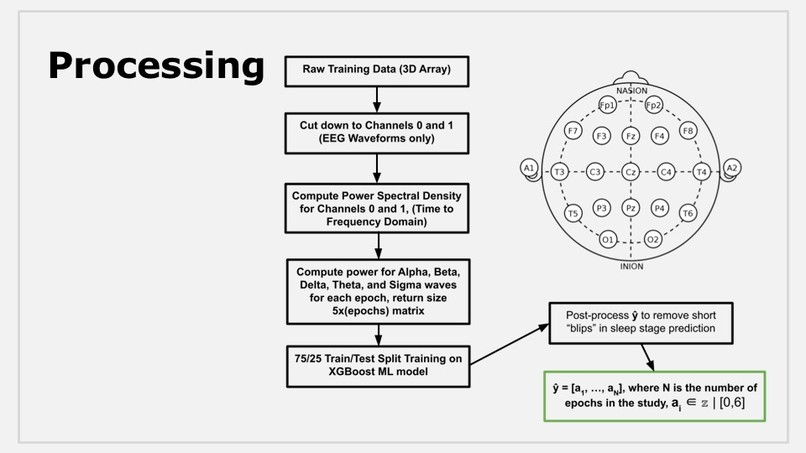 Processing
Raw Training Data (3D Array)
Cut down to Channels 0 and 1
(EEG Waveforms only)
Compute Power Spectral Density
for Channels 0 and 1, (Time to
Frequency Domain)
Compute power for Alpha, Beta,
Delta, Theta, and Sigma waves
for each epoch, return size
5x(epochs) matrix
75/25 Train/Test Split Training on
XGBoost ML model
NASION
Fp1 Fp2
F7 F3 Fz F4 F8
A1 T3 C3 Cz C4 T4 A2
T5 P3 Pz P4 T6
O1 O2
INION
Post-process ŷ to remove short
“blips” in sleep stage prediction
ŷ = [a₁, …, a_N], where N is the number of
epochs in the study, aᵢ ∈ ℤ | [0,6]